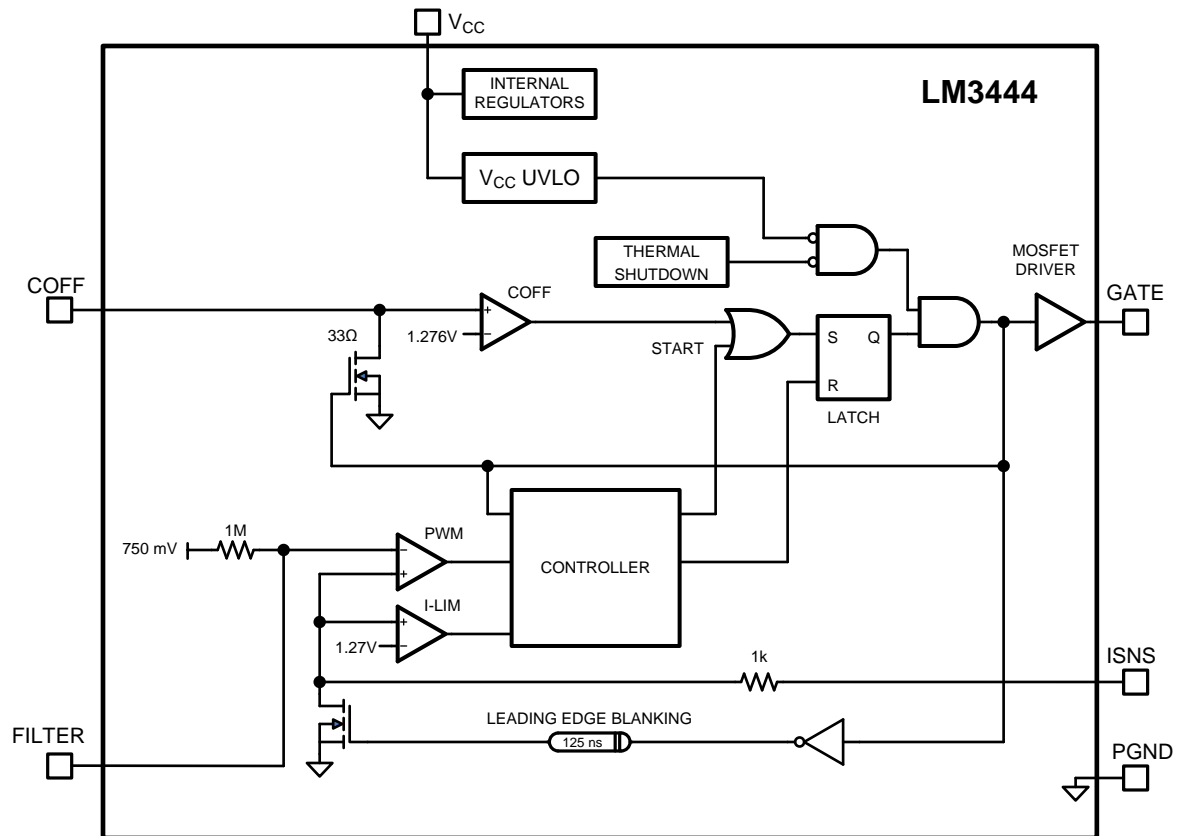 VCC
INTERNAL
REGULATORS
LM3444
VCC UVLO
THERMAL
SHUTDOWN
MOSFET
DRIVER
COFF
COFF
GATE
33Ω
+
1.276V
−
START
S
Q
R
LATCH
1M
750 mV
PWM
−
+
CONTROLLER
I-LIM
+
1.27V
−
1k
ISNS
LEADING EDGE BLANKING
125 ns
FILTER
PGND